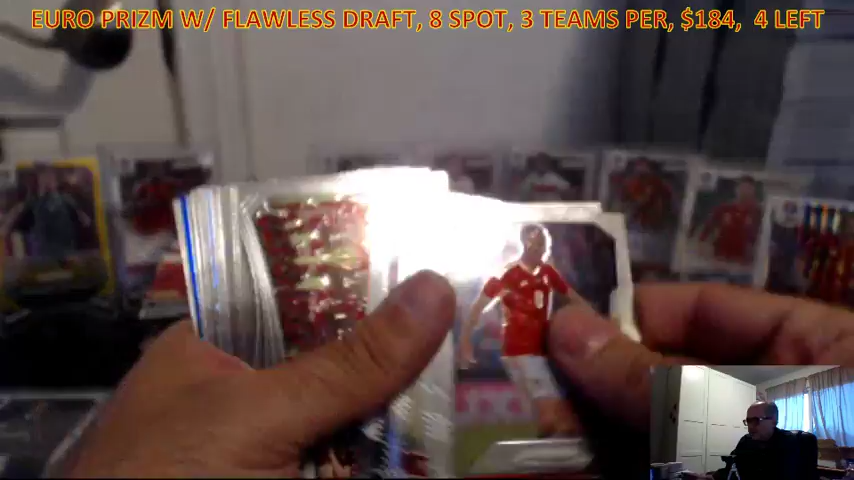 EURO PRIZM W/ FLAWLESS DRAFT, 8 SPOT, 3 TEAMS PER, $184, 4 LEFT